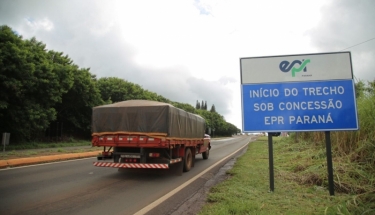 epr
INÍCIO DO TRECHO
SOB CONCESSÃO
EPR PARANÁ